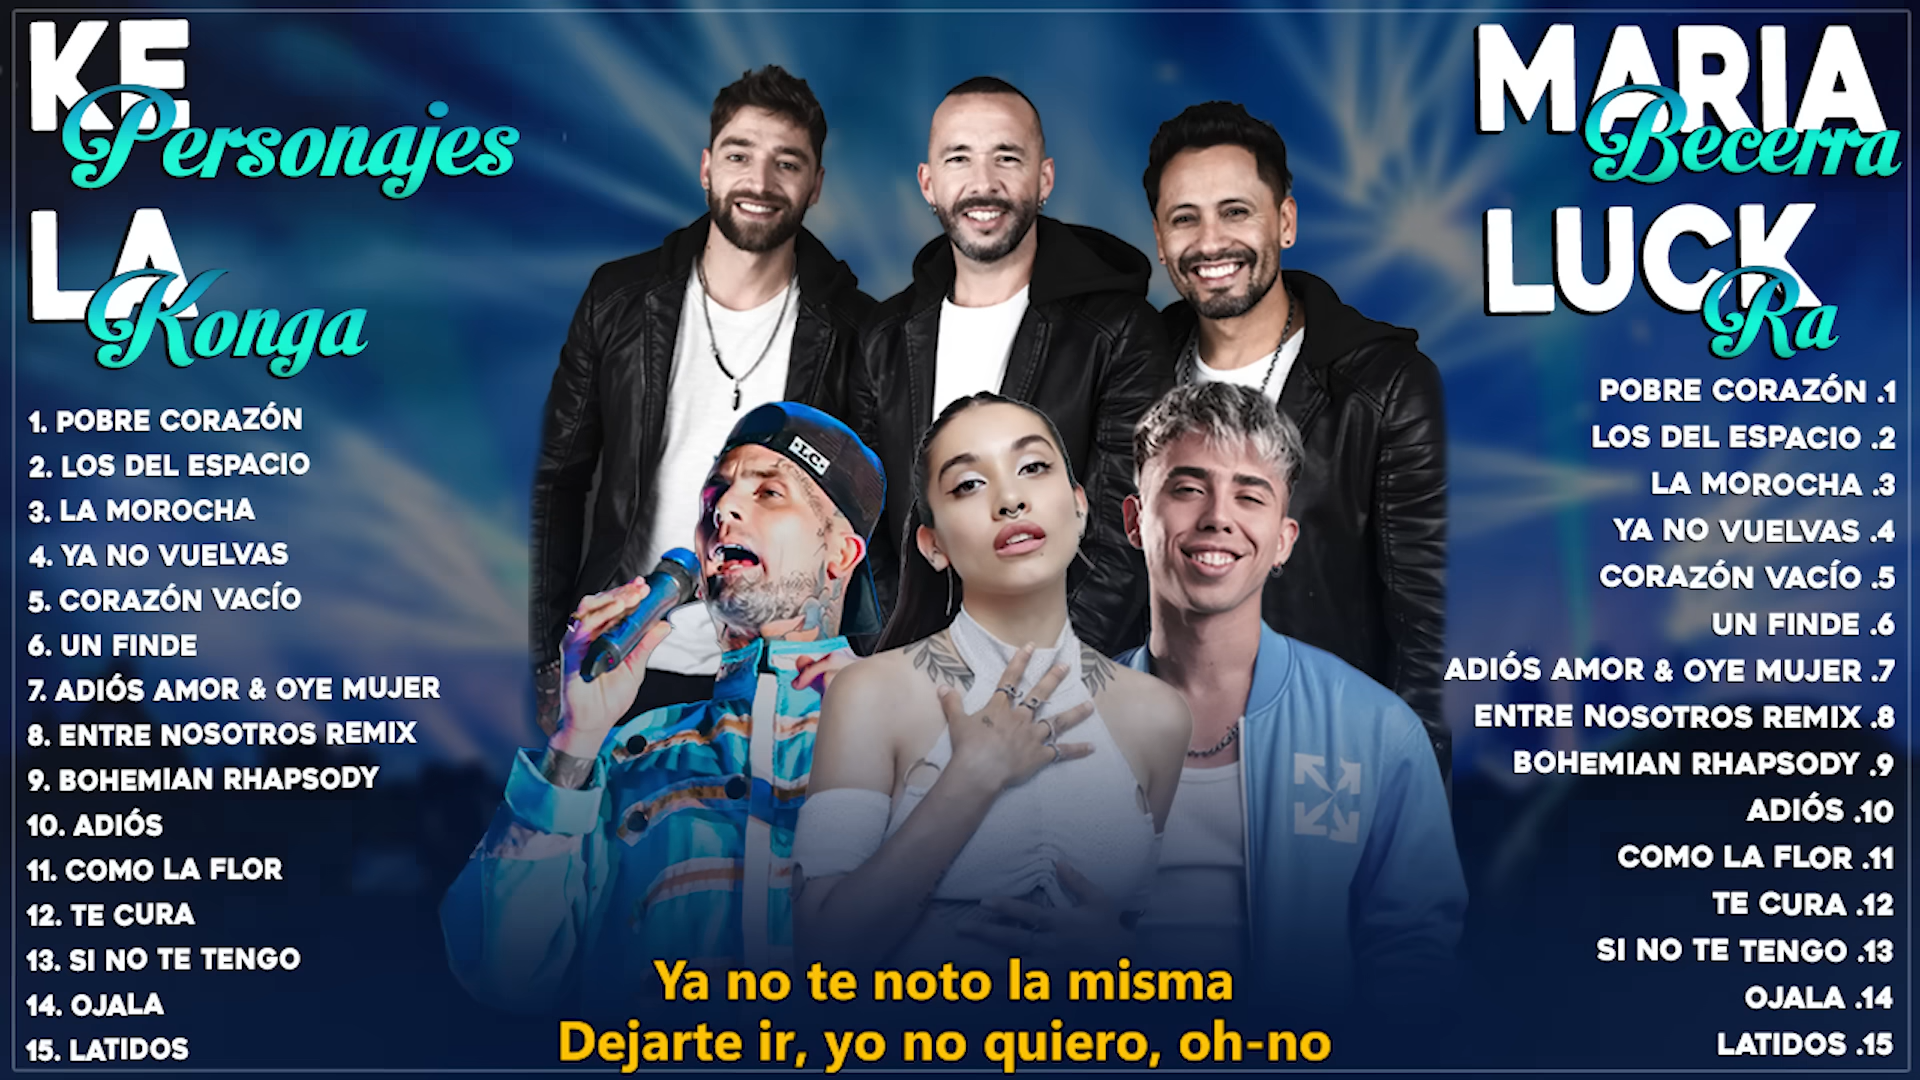 KE
Personajes
LA
Konga
1. POBRE CORAZÓN
2. LOS DEL ESPACIO
3. LA MOROCHA
4. YA NO VUELVAS
5. CORAZÓN VACÍO
6. UN FINDE
7. ADIÓS AMOR & OYE MUJER
8. ENTRE NOSOTROS REMIX
9. BOHEMIAN RHAPSODY
10. ADIÓS
11. COMO LA FLOR
12. TE CURA
13. SI NO TE TENGO
14. OJALA
15. LATIDOS
MARIA
Becerra
LUCK
Ra
POBRE CORAZÓN .1
LOS DEL ESPACIO .2
LA MOROCHA .3
YA NO VUELVAS .4
CORAZÓN VACÍO .5
UN FINDE .6
ADIÓS AMOR & OYE MUJER .7
ENTRE NOSOTROS REMIX .8
BOHEMIAN RHAPSODY .9
ADIÓS .10
COMO LA FLOR .11
TE CURA .12
SI NO TE TENGO .13
OJALA .14
LATIDOS .15
Ya no te noto la misma
Dejarte ir, yo no quiero, oh-no